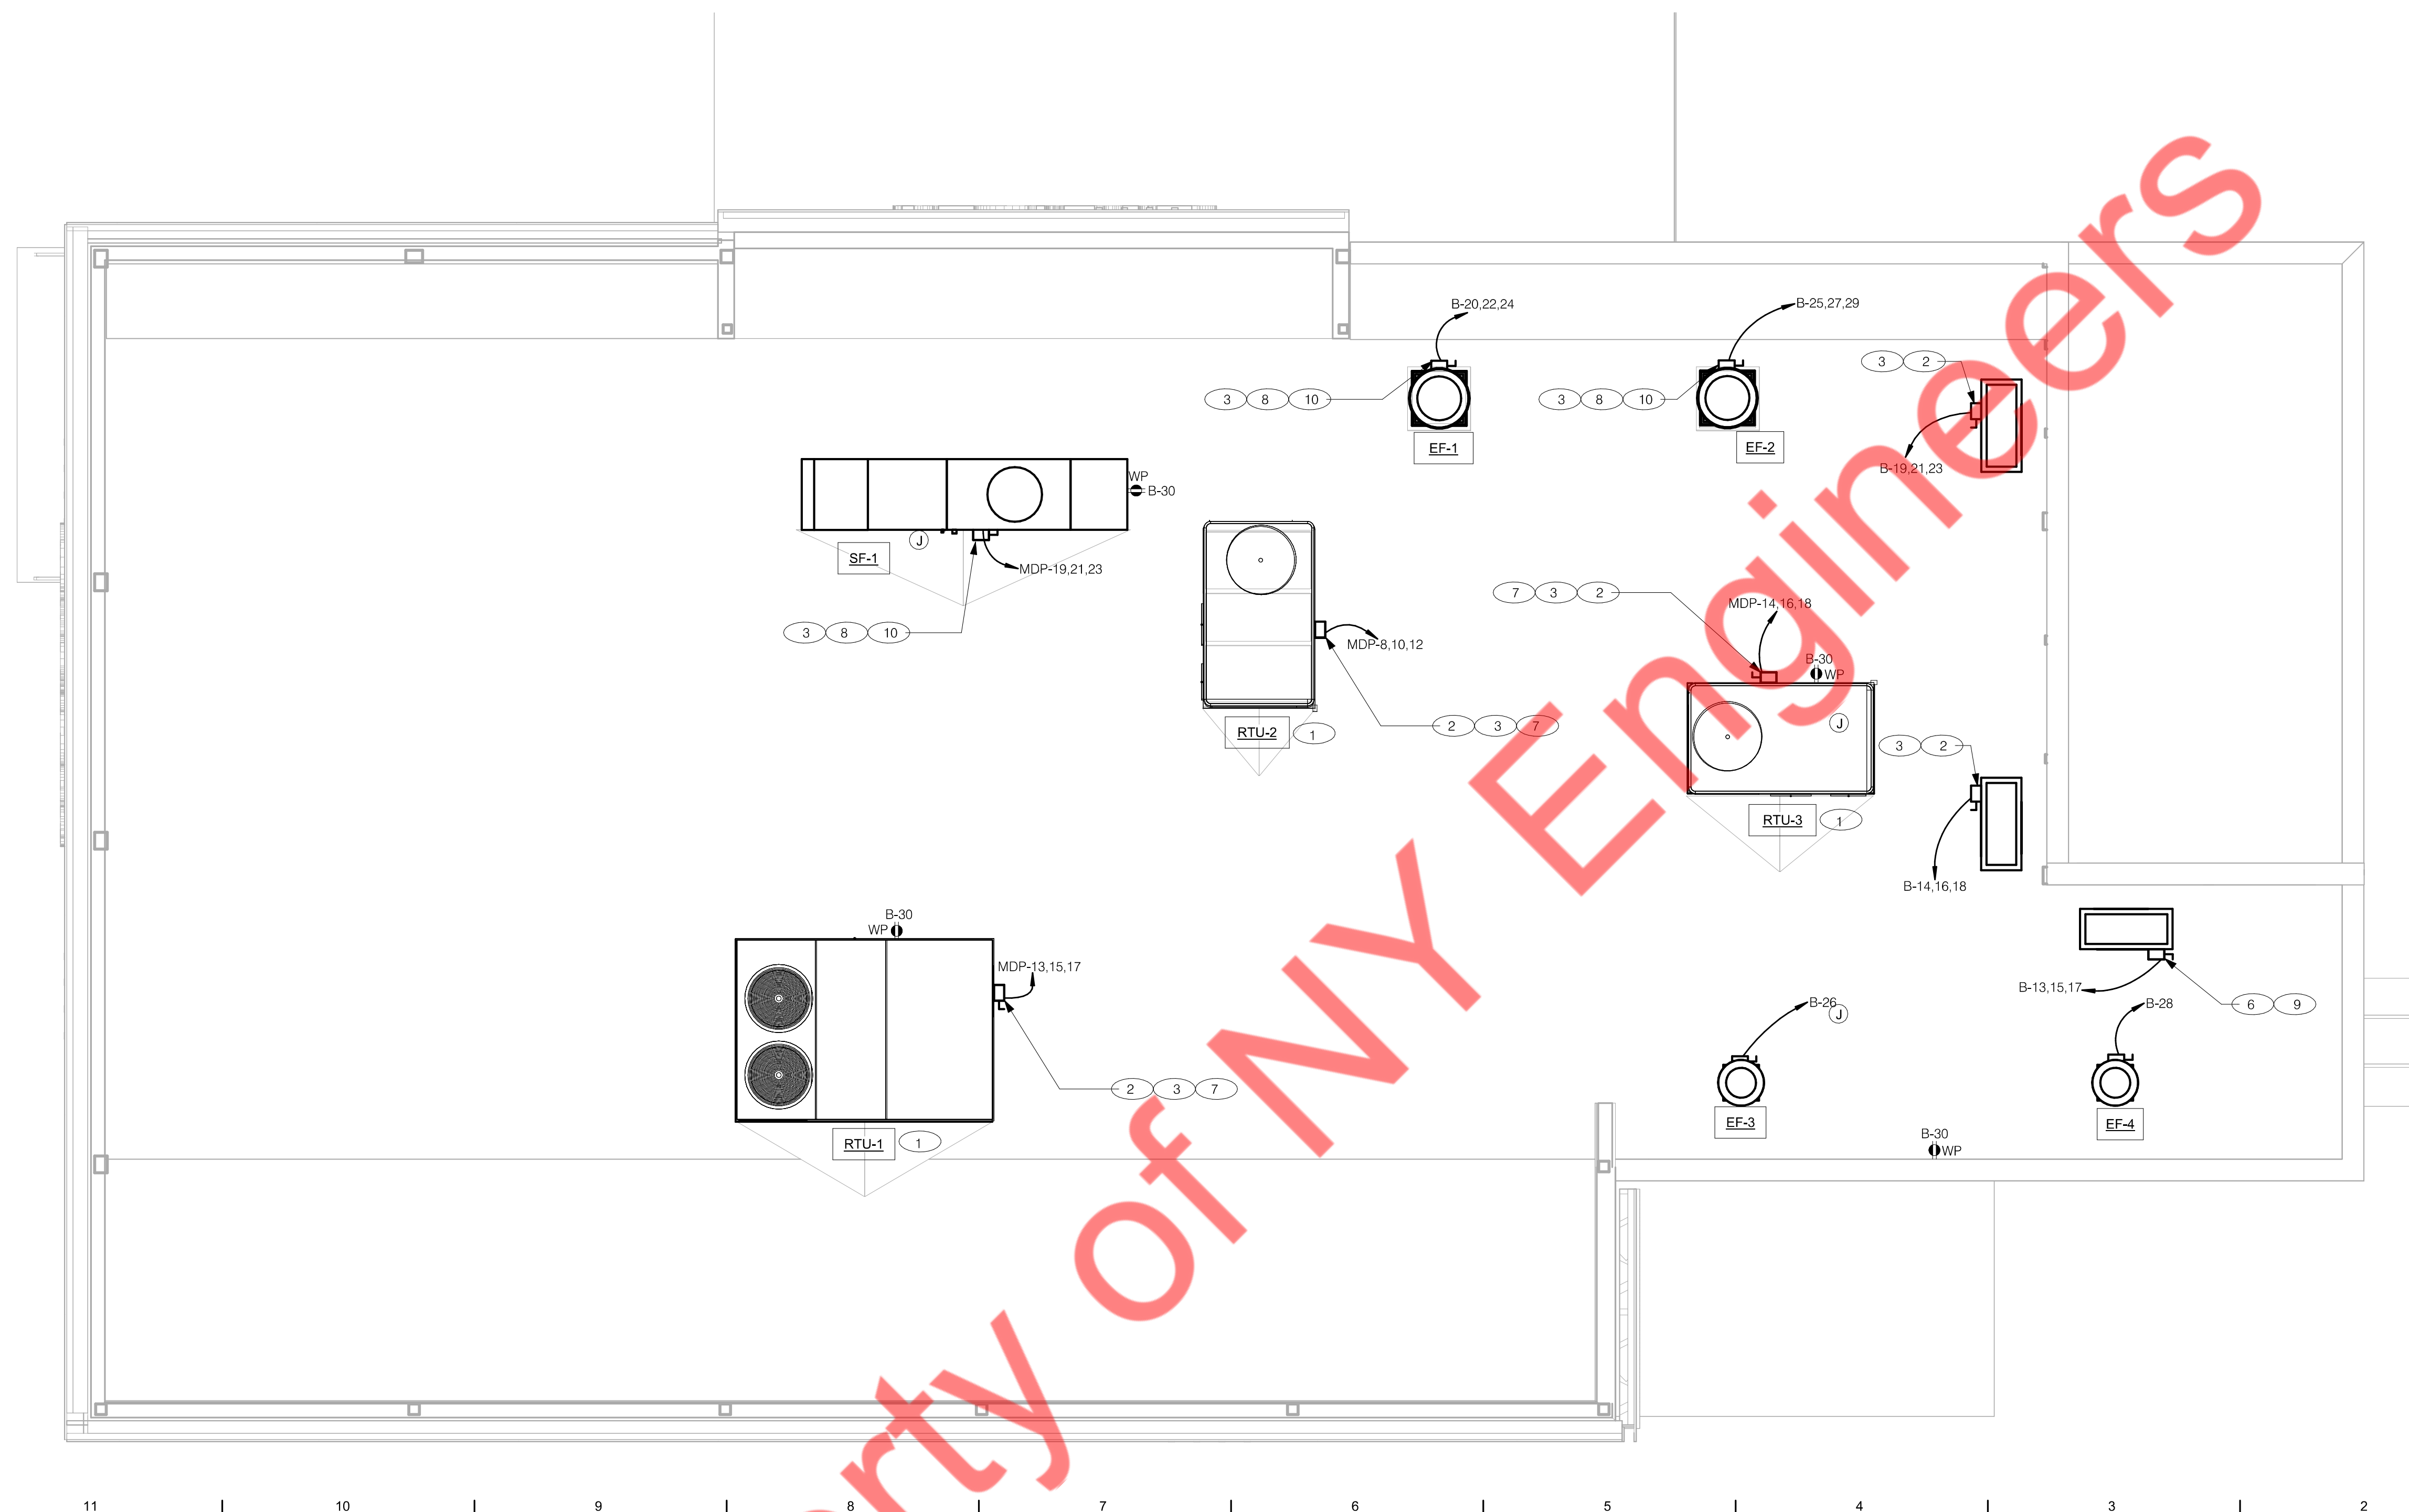 B-20,22,24
B-25,27,29
3 2
3 8 10
3 8 10
EF-1
EF-2
B-19,21,23
WP
B-30
SF-1
J
MDP-19,21,23
3 8 10
7 3 2
MDP-14,16,18
MDP-8,10,12
B-30
WP
J
2 3 7
RTU-2
1
3 2
RTU-3
1
B-14,16,18
B-30
WP
MDP-13,15,17
B-13,15,17
6 9
B-26
J
B-28
2 3 7
RTU-1
1
EF-3
EF-4
B-30
WP
erty of NY Engineers
11 10 9 8 7 6 5 4 3 2